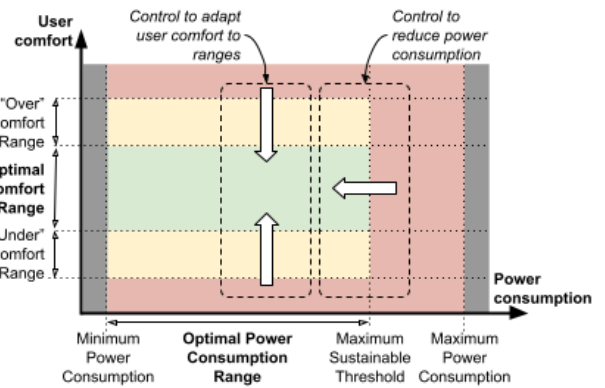 User
comfort
Control to adapt
user comfort to
ranges
Control to
reduce power
consumption
"Over"
omfort
Range
ptimal
omfort
Range
Under"
omfort
Range
Power
consumption
Minimum
Power
Consumption
Optimal Power
Consumption
Range
Maximum
Sustainable
Threshold
Maximum
Power
Consumption